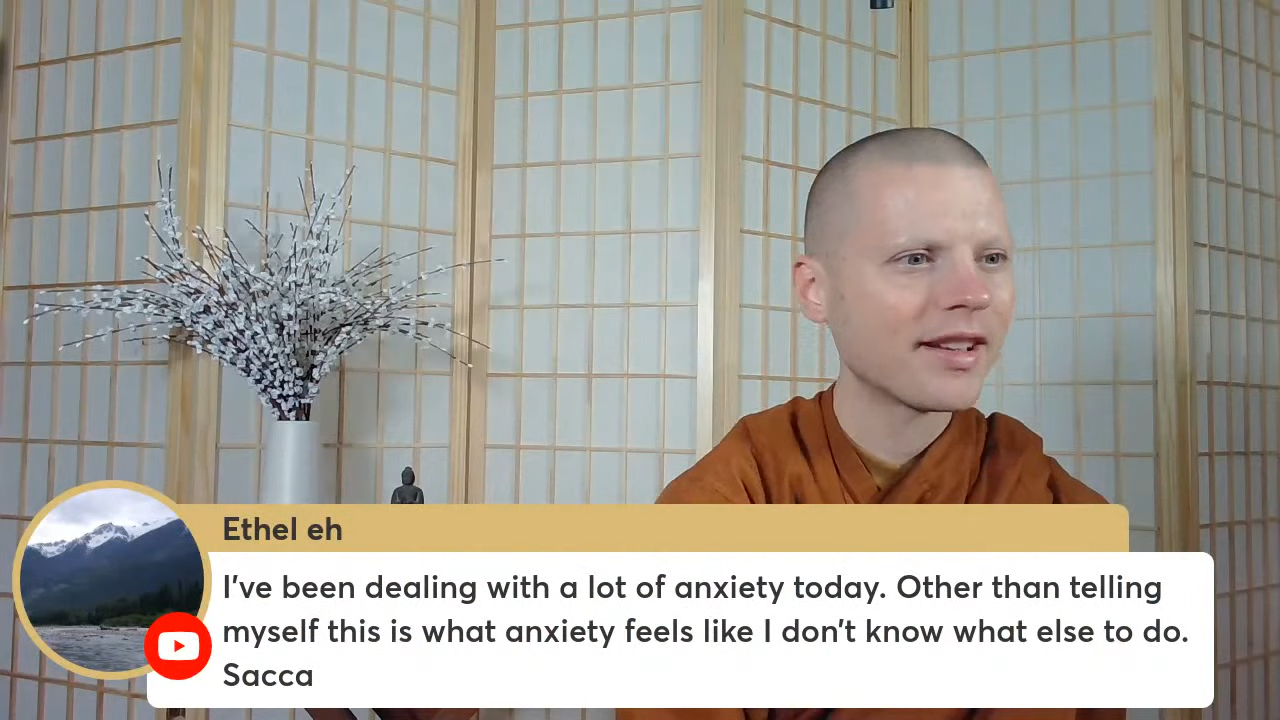 Ethel eh
I've been dealing with a lot of anxiety today. Other than telling
myself this is what anxiety feels like I don't know what else to do.
Sacca